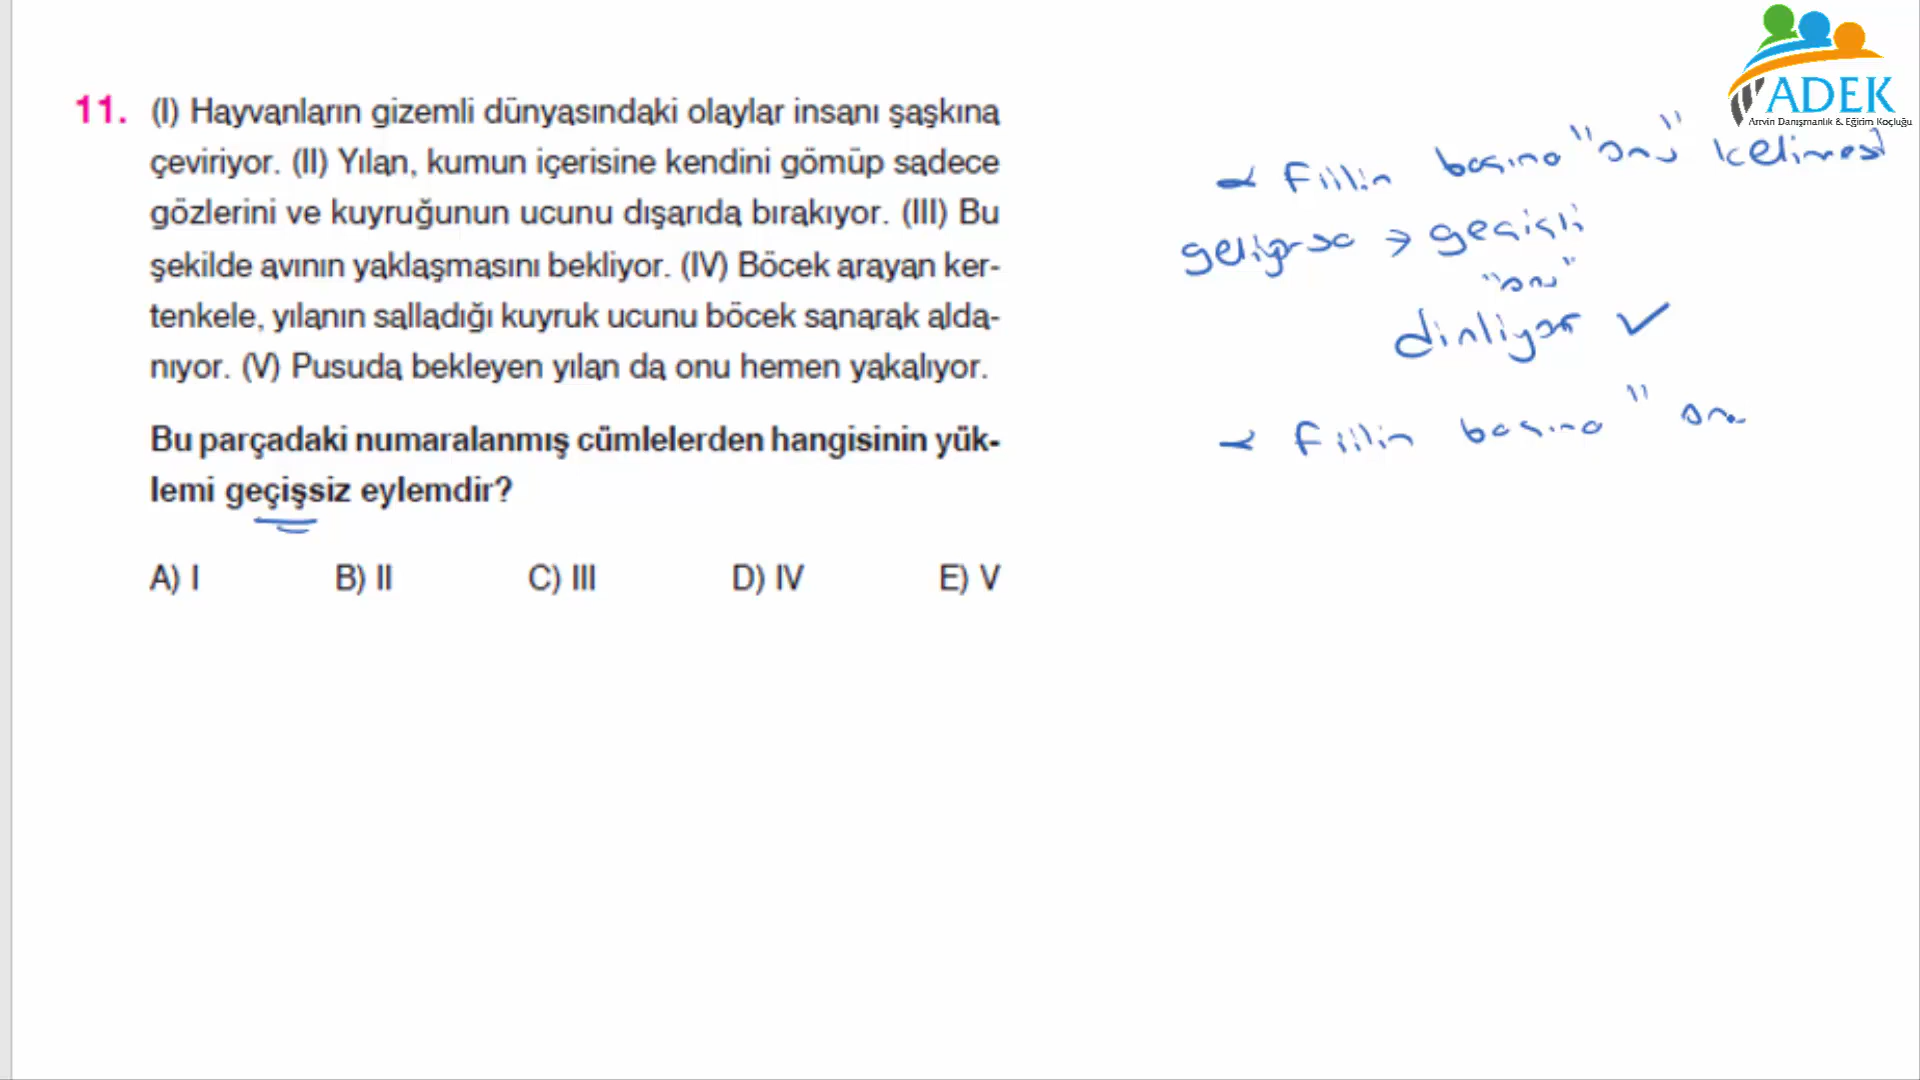 11. (I) Hayvanların gizemli dünyasındaki olaylar insanı şaşkına
çeviriyor. (II) Yılan, kumun içerisine kendini gömüp sadece
gözlerini ve kuyruğunun ucunu dışarıda bırakıyor. (III) Bu
şekilde avının yaklaşmasını bekliyor. (IV) Böcek arayan ker-
tenkele, yılanın salladığı kuyruk ucunu böcek sanarak alda-
nıyor. (V) Pusuda bekleyen yılan da onu hemen yakalıyor.
Bu parçadaki numaralanmış cümlelerden hangisinin yük-
lemi geçişsiz eylemdir?
A) I B) II C) III D) IV E) V
ADEK
Artvin Danışmanlık & Eğitim Koçluğu
Fiilin başına "onu" kelimesi
geliyorsa → geçişli
"onu"
dinliyor ✓
Fiilin başına "onu